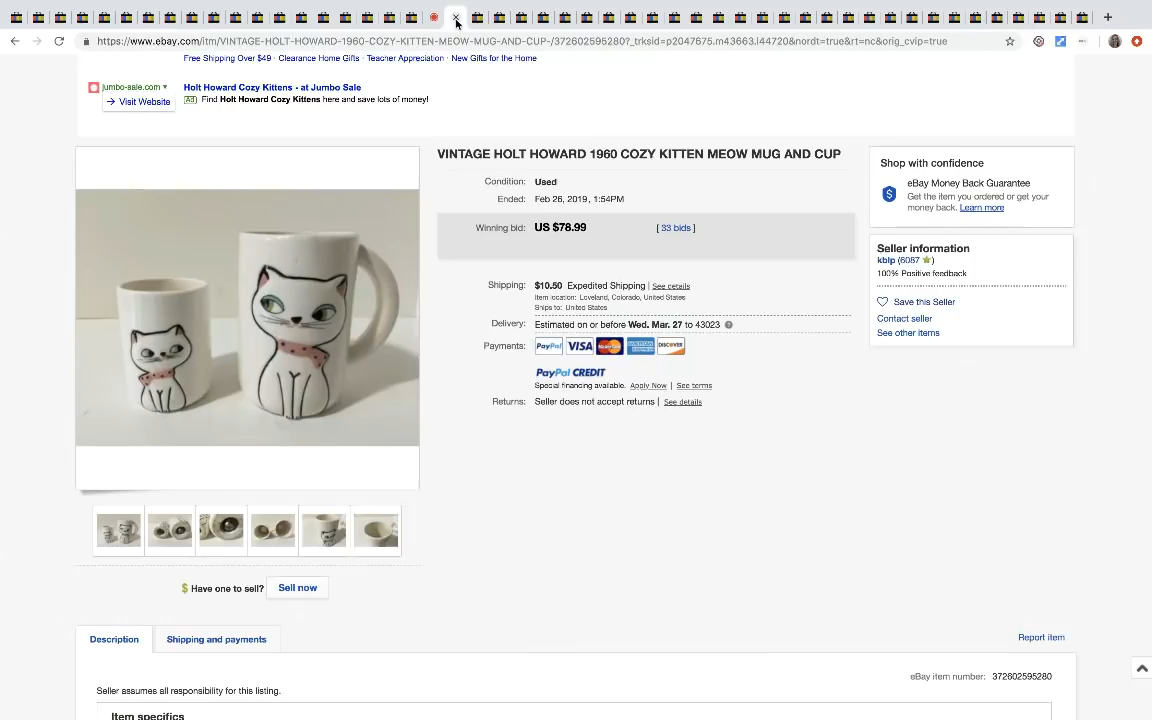 https://www.ebay.com/itm/VINTAGE-HOLT-HOWARD-1960-COZY-KITTEN-MEOW-MUG-AND-CUP-/372602595280?_trksid=p2047675.m43663.l44720&nordt=true&rt=nc&orig_cvip=true
Free Shipping Over $49 · Clearance Home Gifts · Teacher Appreciation · New Gifts for the Home
jumbo-sale.com
Holt Howard Cozy Kittens - at Jumbo Sale
Visit Website
Ad Find Holt Howard Cozy Kittens here and save lots of money!
VINTAGE HOLT HOWARD 1960 COZY KITTEN MEOW MUG AND CUP
Condition: Used
Ended: Feb 26, 2019 , 1:54PM
Winning bid: US $78.99 [ 33 bids ]
Shipping: $10.50 Expedited Shipping | See details
Item location: Loveland, Colorado, United States
Ships to: United States
Delivery: Estimated on or before Wed. Mar. 27 to 43023
Payments: PayPal VISA MasterCard AMERICAN EXPRESS DISCOVER
PayPal CREDIT
Special financing available. Apply Now | See terms
Returns: Seller does not accept returns | See details
Shop with confidence
eBay Money Back Guarantee
Get the item you ordered or get your
money back. Learn more
Seller information
kblp (6087 )
100% Positive feedback
Save this Seller
Contact seller
See other items
$ Have one to sell? Sell now
Description
Shipping and payments
Report item
eBay item number: 372602595280
Seller assumes all responsibility for this listing.
Item specifics